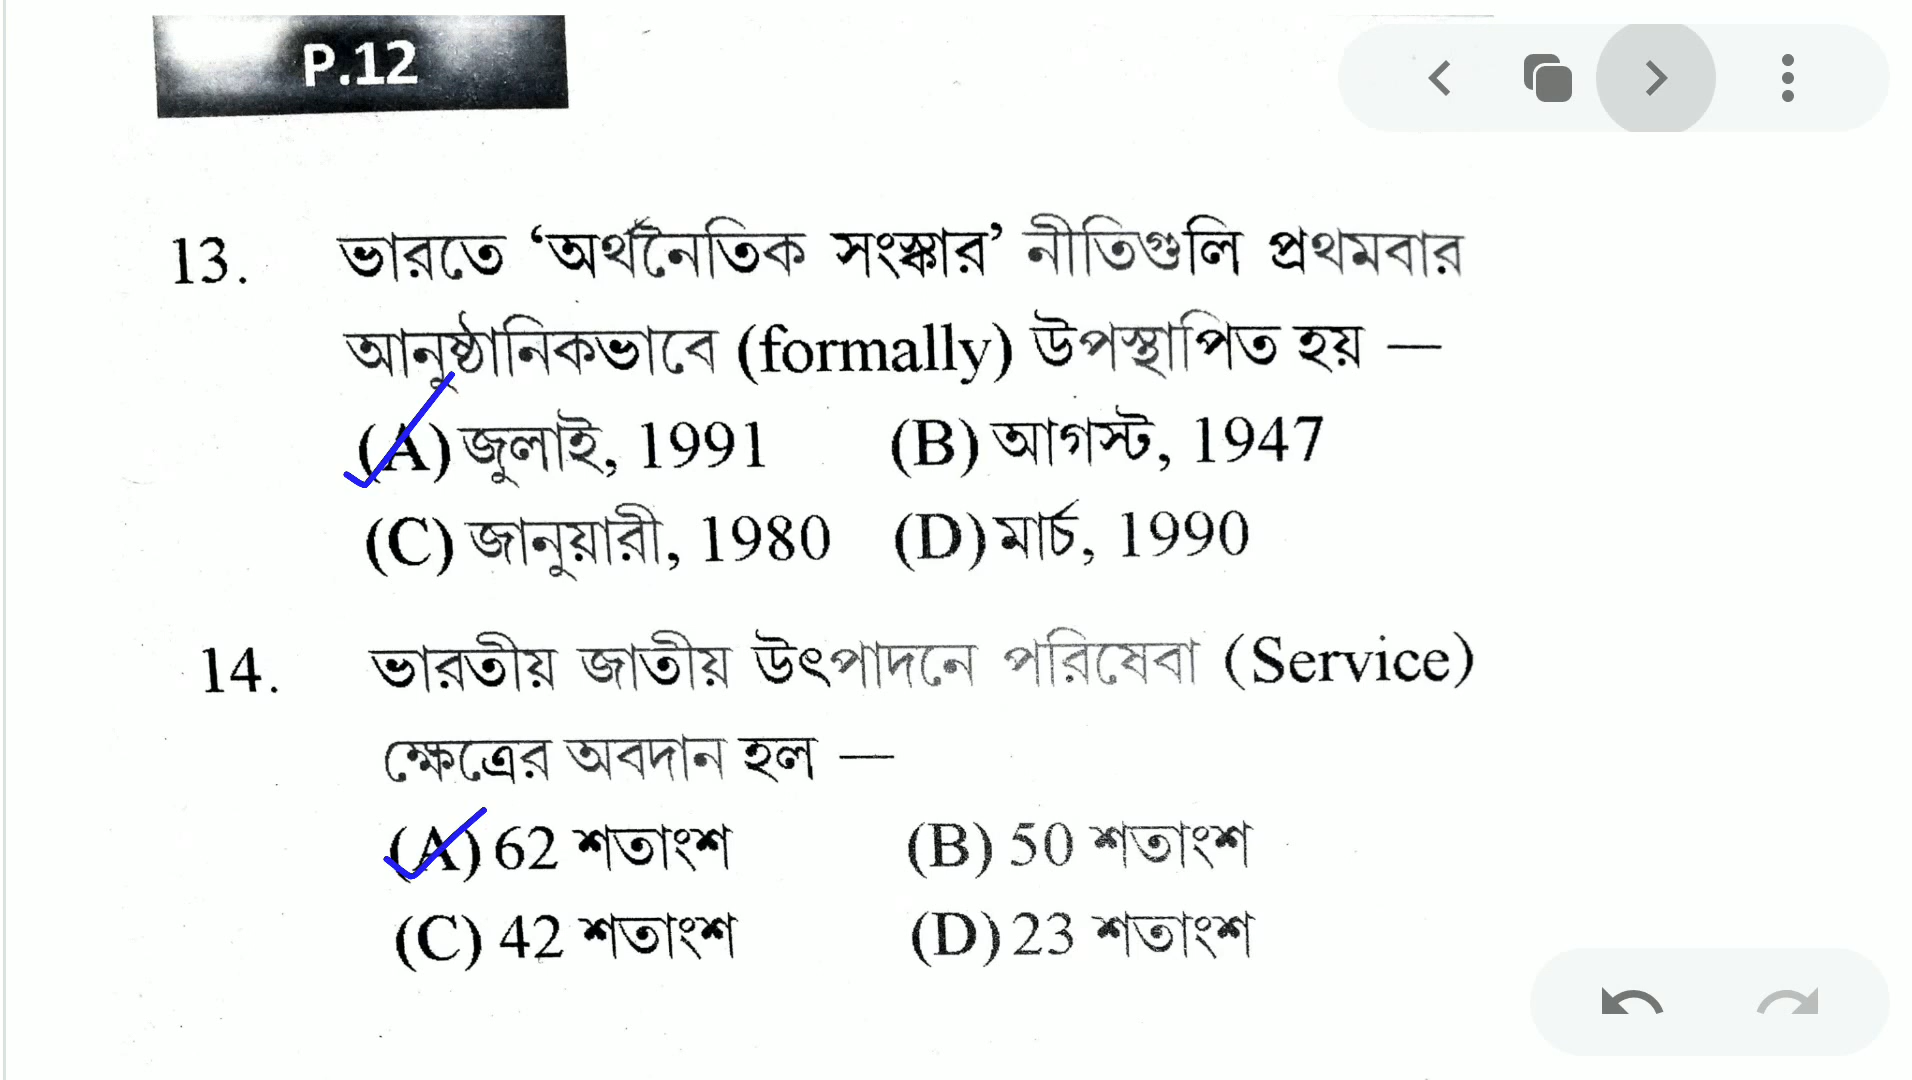 P.12
13. ভারতে ‘অর্থনৈতিক সংস্কার’ নীতিগুলি প্রথমবার
আনুষ্ঠানিকভাবে (formally) উপস্থাপিত হয় —
(A) জুলাই, 1991 (B) আগস্ট, 1947
(C) জানুয়ারী, 1980 (D) মার্চ, 1990
14. ভারতীয় জাতীয় উৎপাদনে পরিষেবা (Service)
ক্ষেত্রের অবদান হল —
(A) 62 শতাংশ (B) 50 শতাংশ
(C) 42 শতাংশ (D) 23 শতাংশ